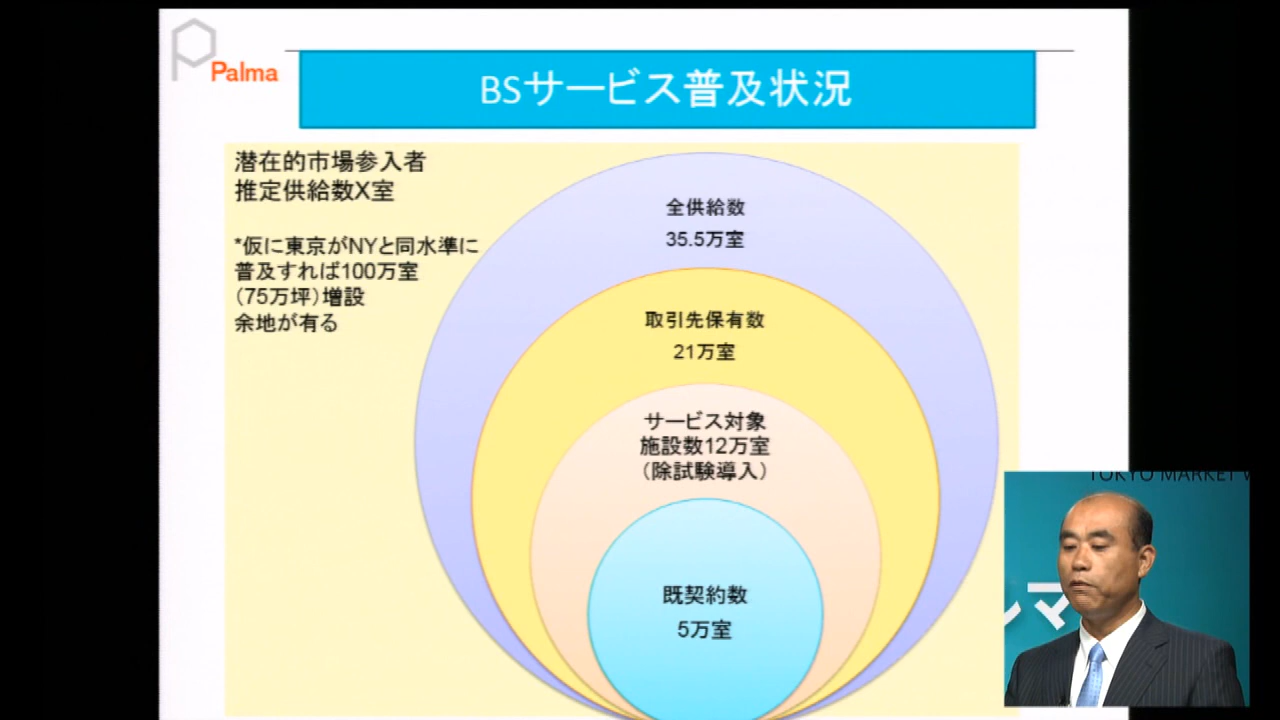 Palma
BSサービス普及状況
潜在的市場参入者
推定供給数X室
*仮に東京がNYと同水準に
普及すれば100万室
(75万坪)増設
余地が有る
全供給数
35.5万室
取引先保有数
21万室
サービス対象
施設数12万室
(除試験導入)
既契約数
5万室
TOKYO MARKET
マ